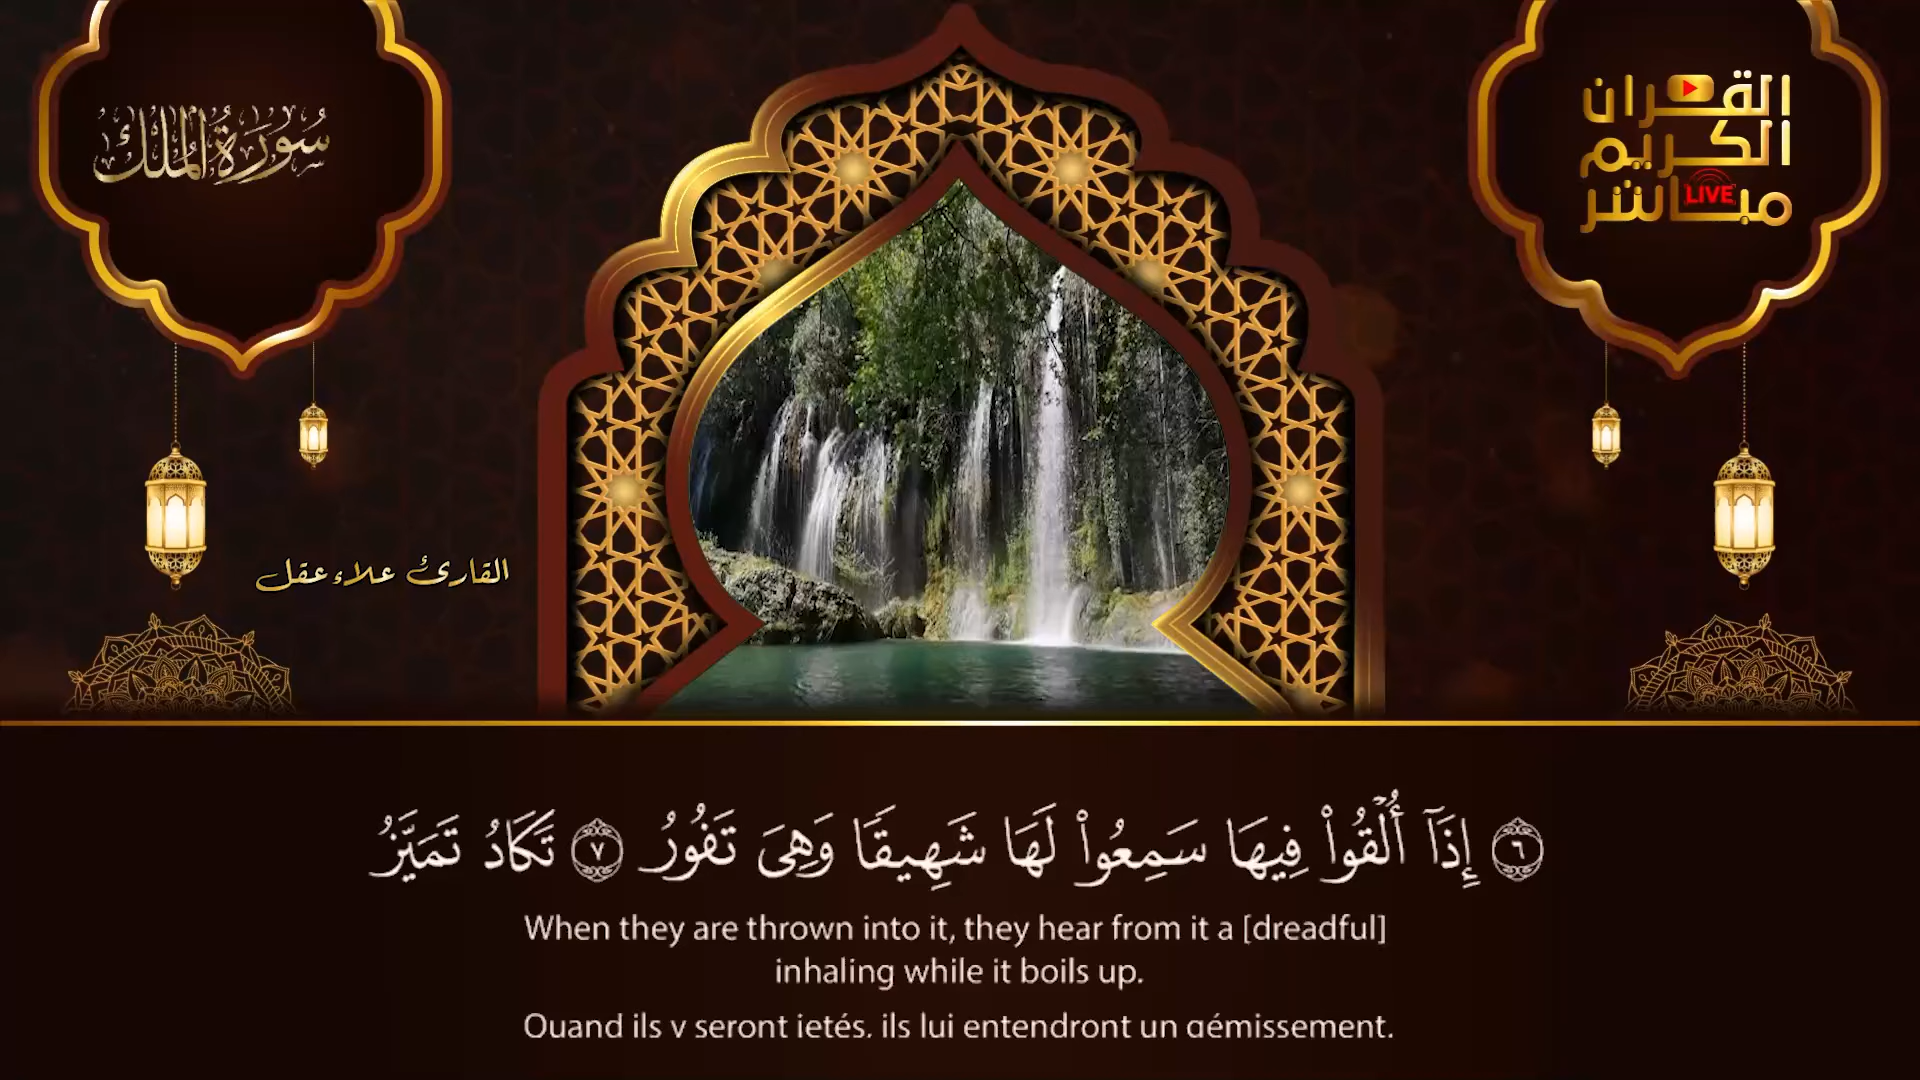 سُورَةُ المُلك
القرآن
الكريم
مباشر
LIVE
القارئ علاء عقل
٦ إِذَآ أُلْقُوا۟ فِيهَا سَمِعُوا۟ لَهَا شَهِيقًا وَهِىَ تَفُورُ ٧ تَكَادُ تَمَيَّزُ
When they are thrown into it, they hear from it a [dreadful]
inhaling while it boils up.
Quand ils y seront jetés, ils lui entendront un gémissement.